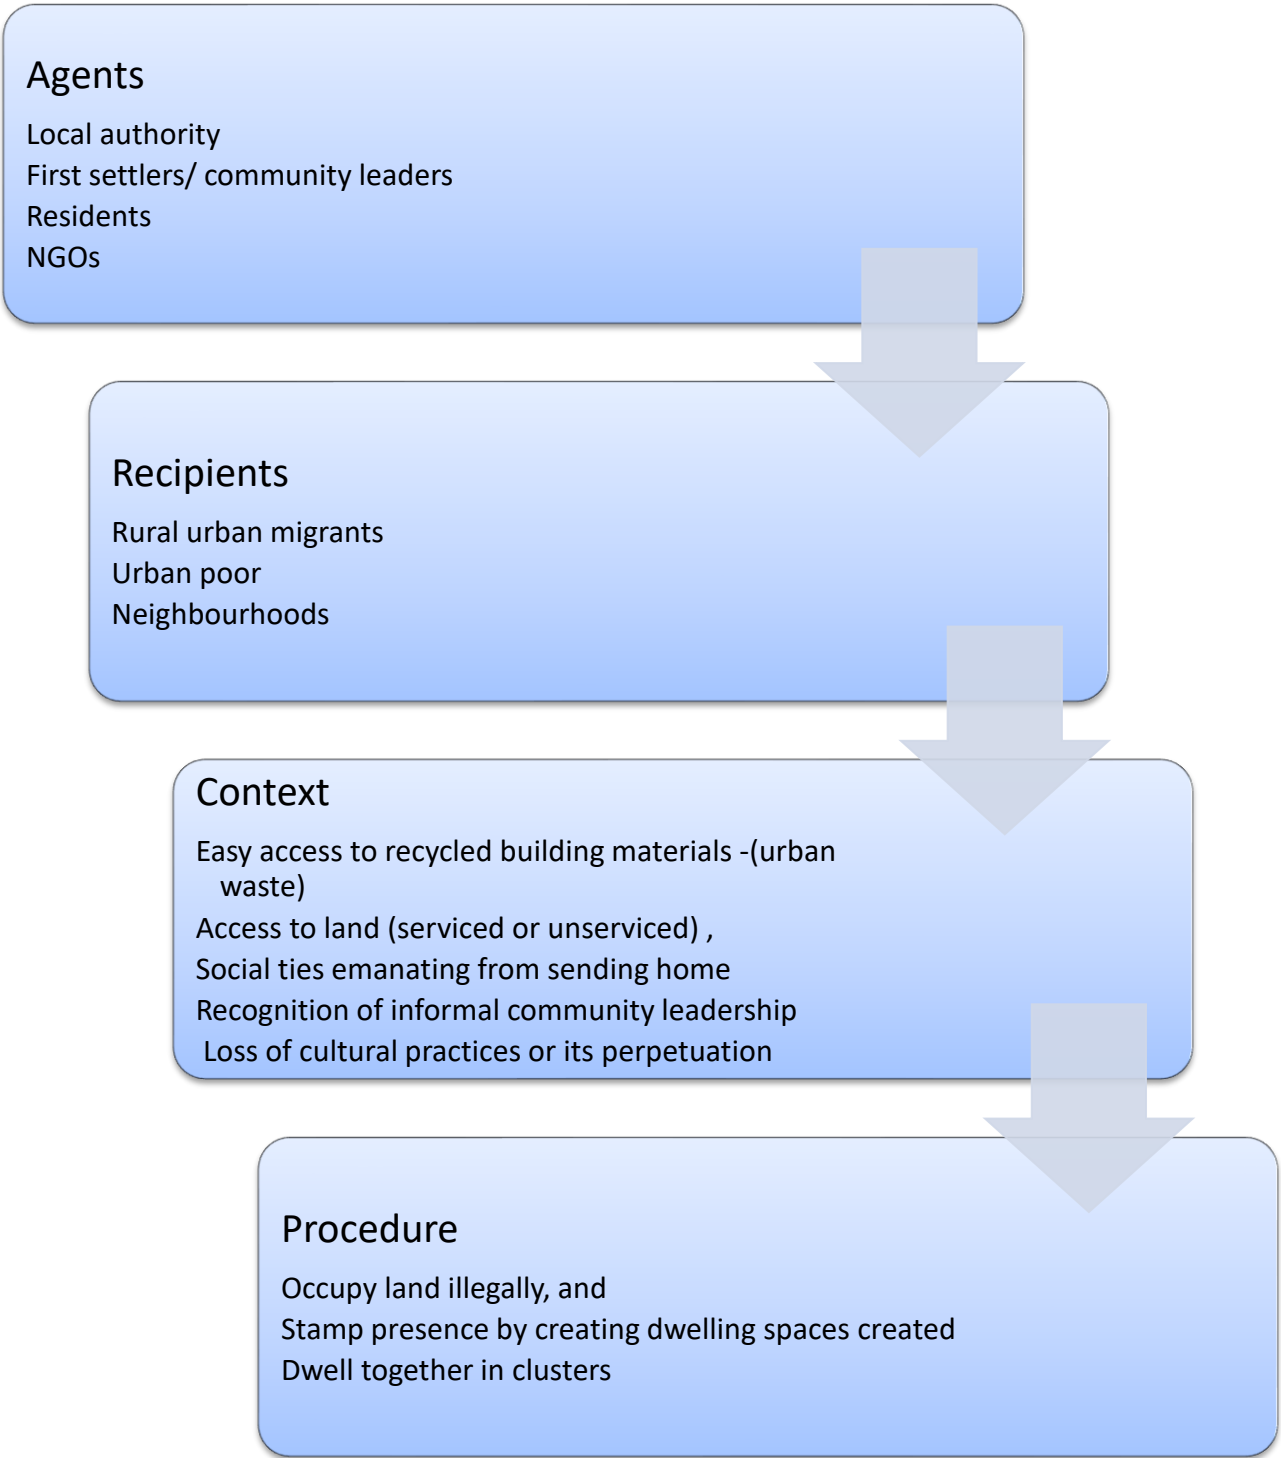 Agents
Local authority
First settlers/ community leaders
Residents
NGOs
Recipients
Rural urban migrants
Urban poor
Neighbourhoods
Context
Easy access to recycled building materials -(urban
waste)
Access to land (serviced or unserviced) ,
Social ties emanating from sending home
Recognition of informal community leadership
Loss of cultural practices or its perpetuation
Procedure
Occupy land illegally, and
Stamp presence by creating dwelling spaces created
Dwell together in clusters